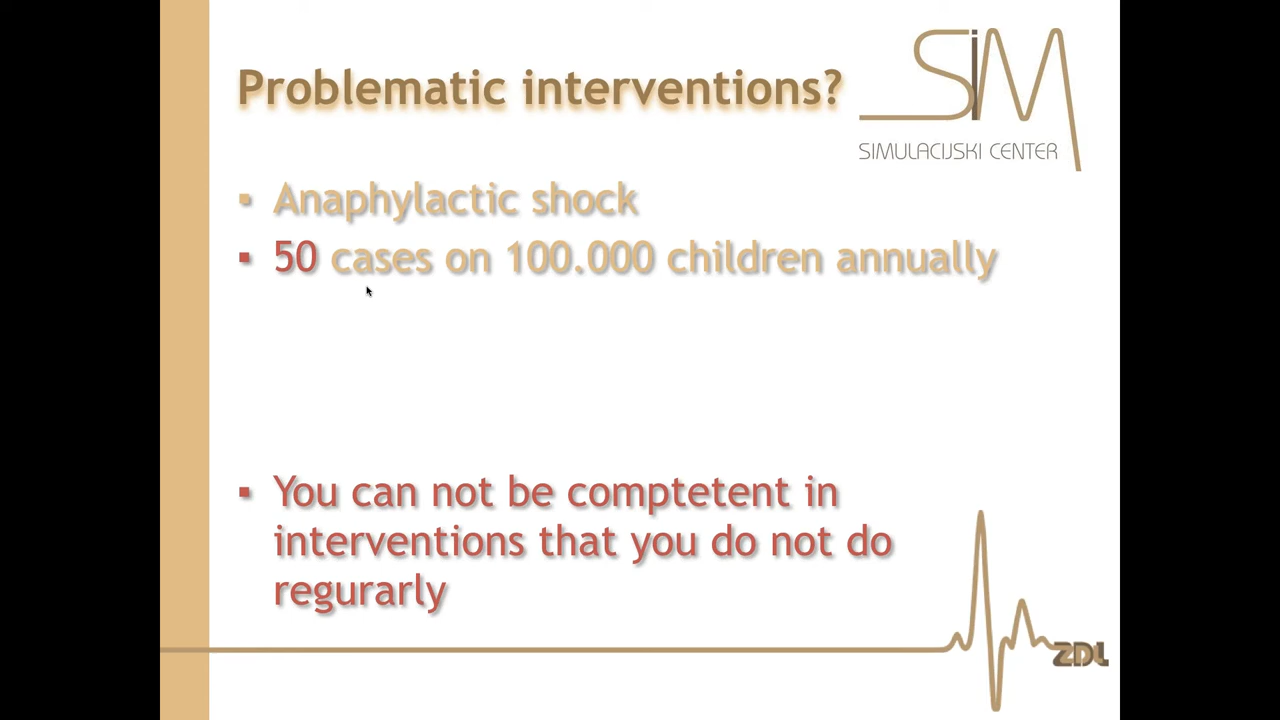 SiM
SIMULACIJSKI CENTER
Problematic interventions?
▪ Anaphylactic shock
▪ 50 cases on 100.000 children annually
▪ You can not be comptetent in
interventions that you do not do
regurarly
ZDL